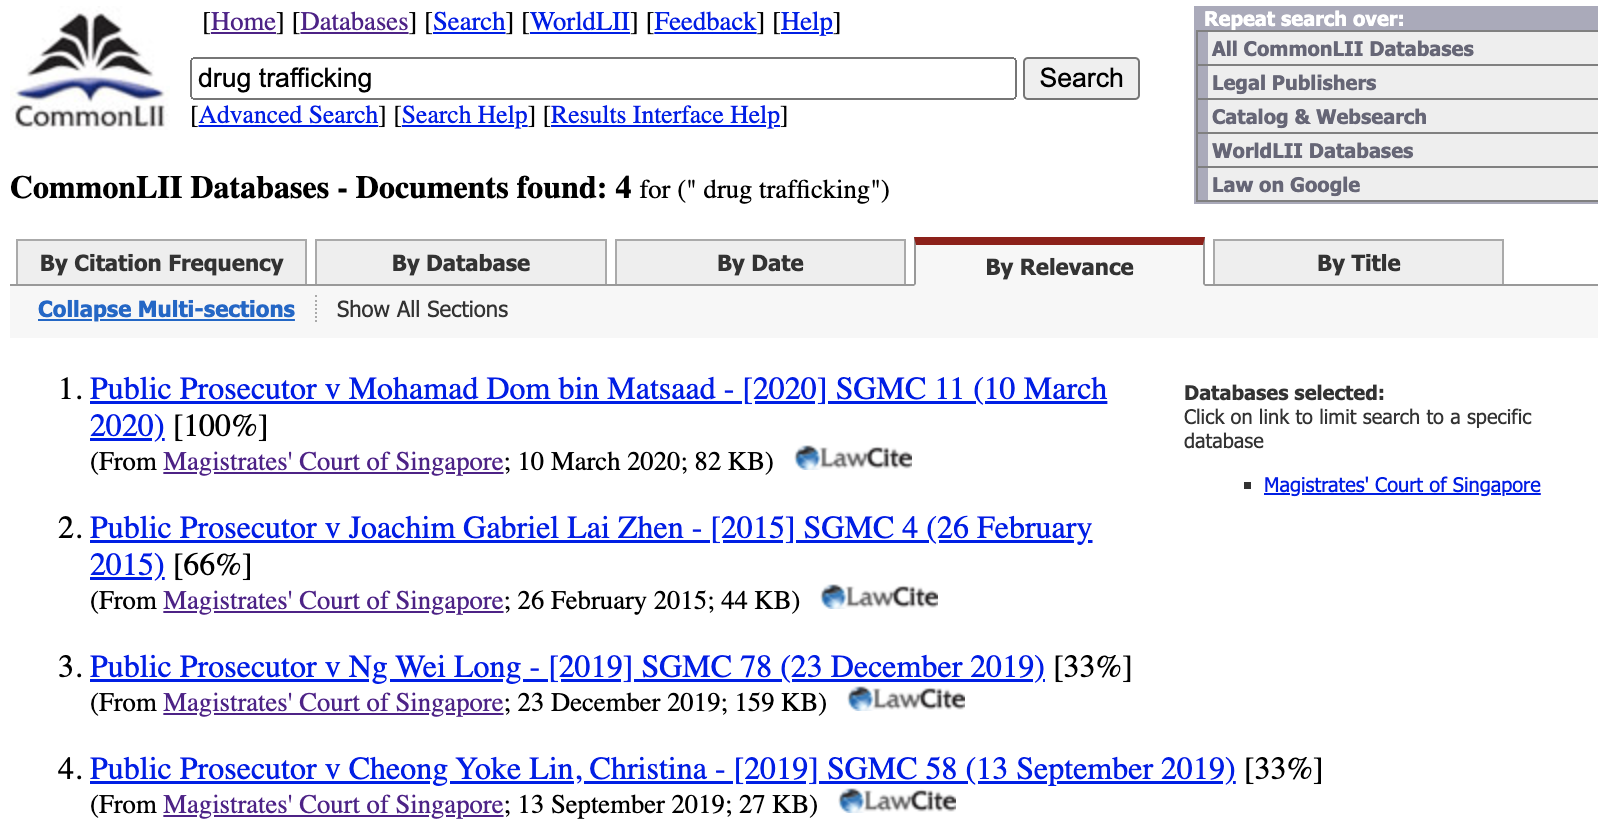 [Home] [Databases] [Search] [WorldLII] [Feedback] [Help]
drug trafficking
Search
[Advanced Search] [Search Help] [Results Interface Help]
CommonLII
Repeat search over:
All CommonLII Databases
Legal Publishers
Catalog & Websearch
WorldLII Databases
Law on Google
CommonLII Databases - Documents found: 4 for (" drug trafficking")
By Citation Frequency
By Database
By Date
By Relevance
By Title
Collapse Multi-sections
Show All Sections
1. Public Prosecutor v Mohamad Dom bin Matsaad - [2020] SGMC 11 (10 March
2020) [100%]
(From Magistrates' Court of Singapore; 10 March 2020; 82 KB) LawCite
2. Public Prosecutor v Joachim Gabriel Lai Zhen - [2015] SGMC 4 (26 February
2015) [66%]
(From Magistrates' Court of Singapore; 26 February 2015; 44 KB) LawCite
3. Public Prosecutor v Ng Wei Long - [2019] SGMC 78 (23 December 2019) [33%]
(From Magistrates' Court of Singapore; 23 December 2019; 159 KB) LawCite
4. Public Prosecutor v Cheong Yoke Lin, Christina - [2019] SGMC 58 (13 September 2019) [33%]
(From Magistrates' Court of Singapore; 13 September 2019; 27 KB) LawCite
Databases selected:
Click on link to limit search to a specific
database
▪ Magistrates' Court of Singapore